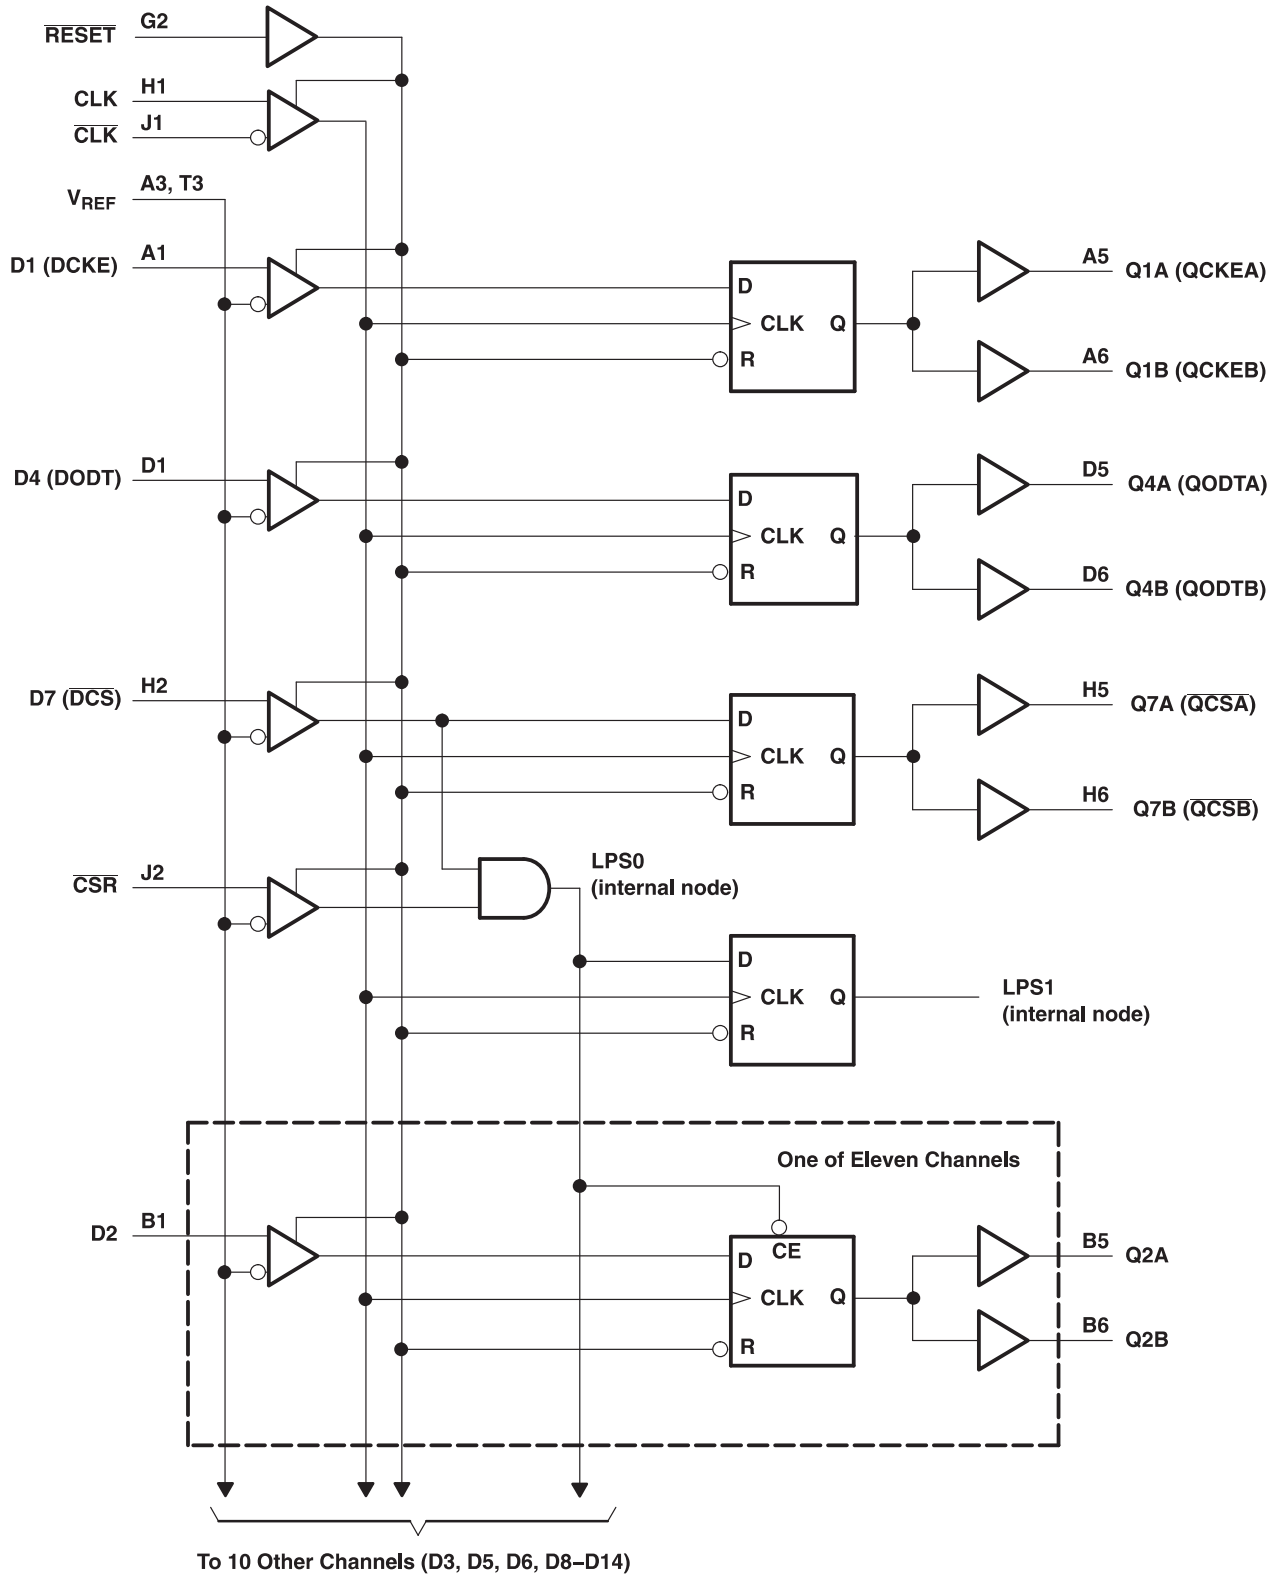 G2
RESET
H1
CLK
J1
CLK
A3, T3
VREF
A1
D1 (DCKE)
D
CLK Q
R
A5
Q1A (QCKEA)
A6
Q1B (QCKEB)
D1
D4 (DODT)
D
CLK Q
R
D5
Q4A (QODTA)
D6
Q4B (QODTB)
H2
D7 (DCS)
D
CLK Q
R
H5
Q7A (QCSA)
H6
Q7B (QCSB)
J2
CSR
LPS0
(internal node)
D
CLK Q
R
LPS1
(internal node)
One of Eleven Channels
B1
D2
CE
D
CLK Q
R
B5
Q2A
B6
Q2B
To 10 Other Channels (D3, D5, D6, D8–D14)